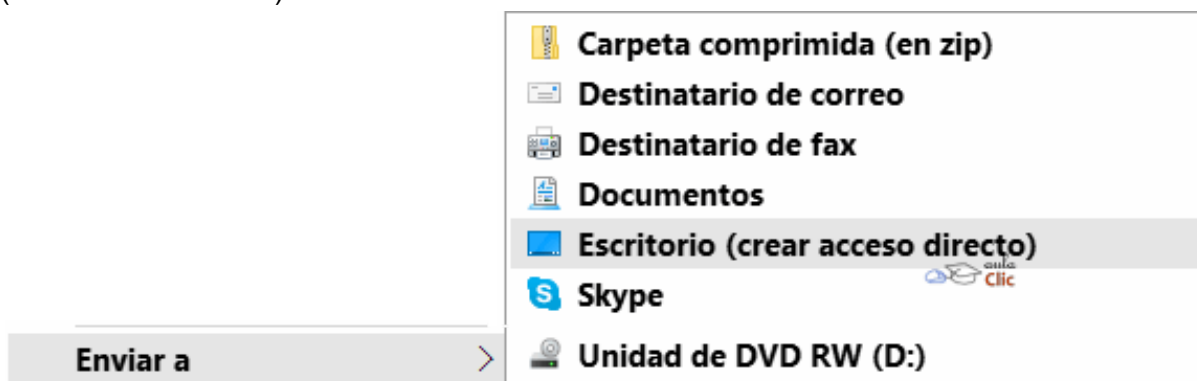 Carpeta comprimida (en zip)
Destinatario de correo
Destinatario de fax
Documentos
Escritorio (crear acceso directo)
aula
Clic
Skype
Enviar a
Unidad de DVD RW (D:)